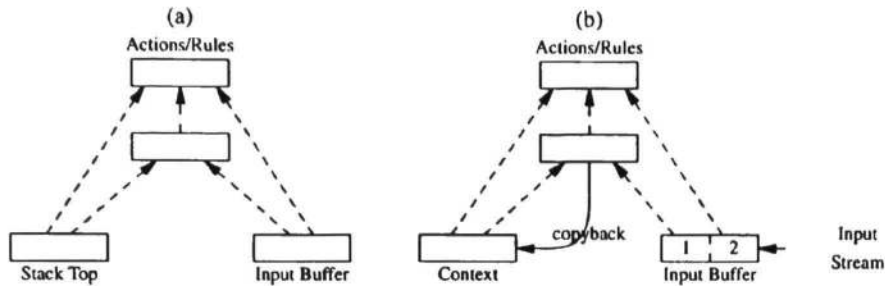 (a)
Actions/Rules
Stack Top
Input Buffer
(b)
Actions/Rules
copyback
Context
1 2
Input Buffer
Input
Stream